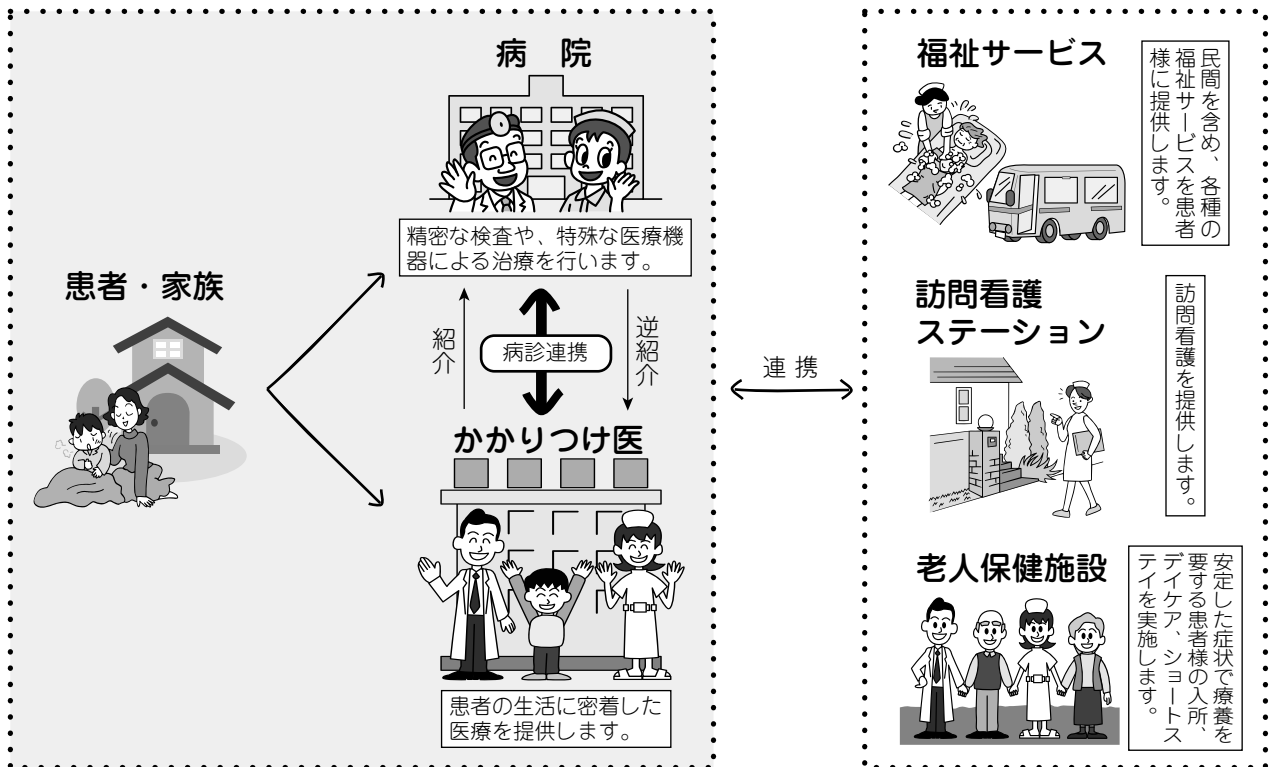 患者・家族
病　院
精密な検査や、特殊な医療機
器による治療を行います。
紹介
病診連携
逆紹介
かかりつけ医
患者の生活に密着した
医療を提供します。
連 携
福祉サービス
民間を含め、各種の
福祉サービスを患者
様に提供します。
訪問看護
ステーション
訪問看護を提供します。
老人保健施設
安定した症状で療養を
要する患者様の入所、
デイケア、ショートス
テイを実施します。